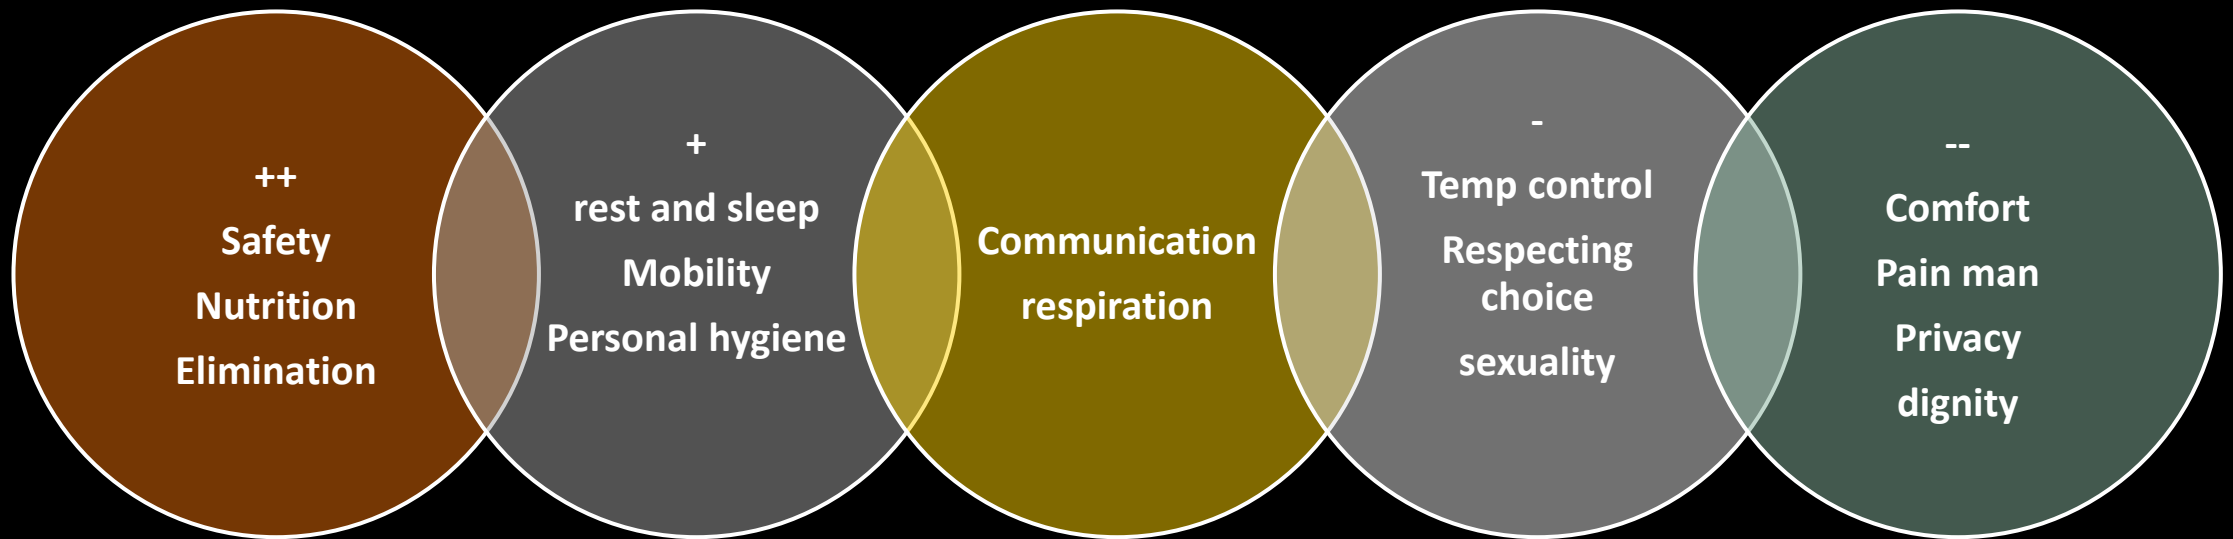 ++
Safety
Nutrition
Elimination
+
rest and sleep
Mobility
Personal hygiene
Communication
respiration
-
Temp control
Respecting
choice
sexuality
--
Comfort
Pain man
Privacy
dignity